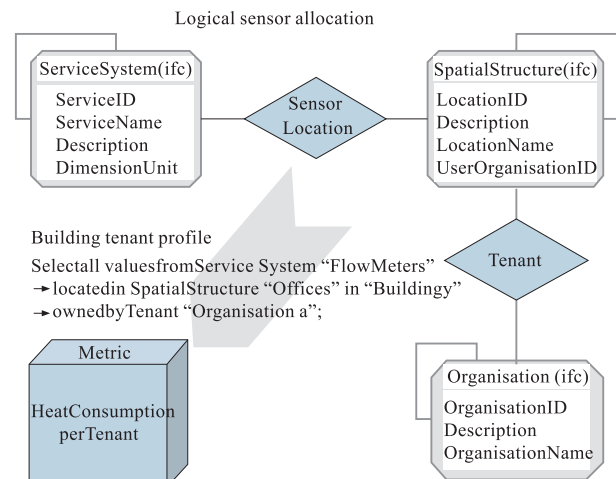 Logical sensor allocation
ServiceSystem(ifc)
ServiceID
ServiceName
Description
DimensionUnit
Sensor
Location
SpatialStructure(ifc)
LocationID
Description
LocationName
UserOrganisationID
Building tenant profile
Selectall valuesfromService System “FlowMeters”
→locatedin SpatialStructure “Offices” in “Buildingy”
→ownedbyTenant “Organisation a”;
Tenant
Metric
HeatConsumption
perTenant
Organisation (ifc)
OrganisationID
Description
OrganisationName